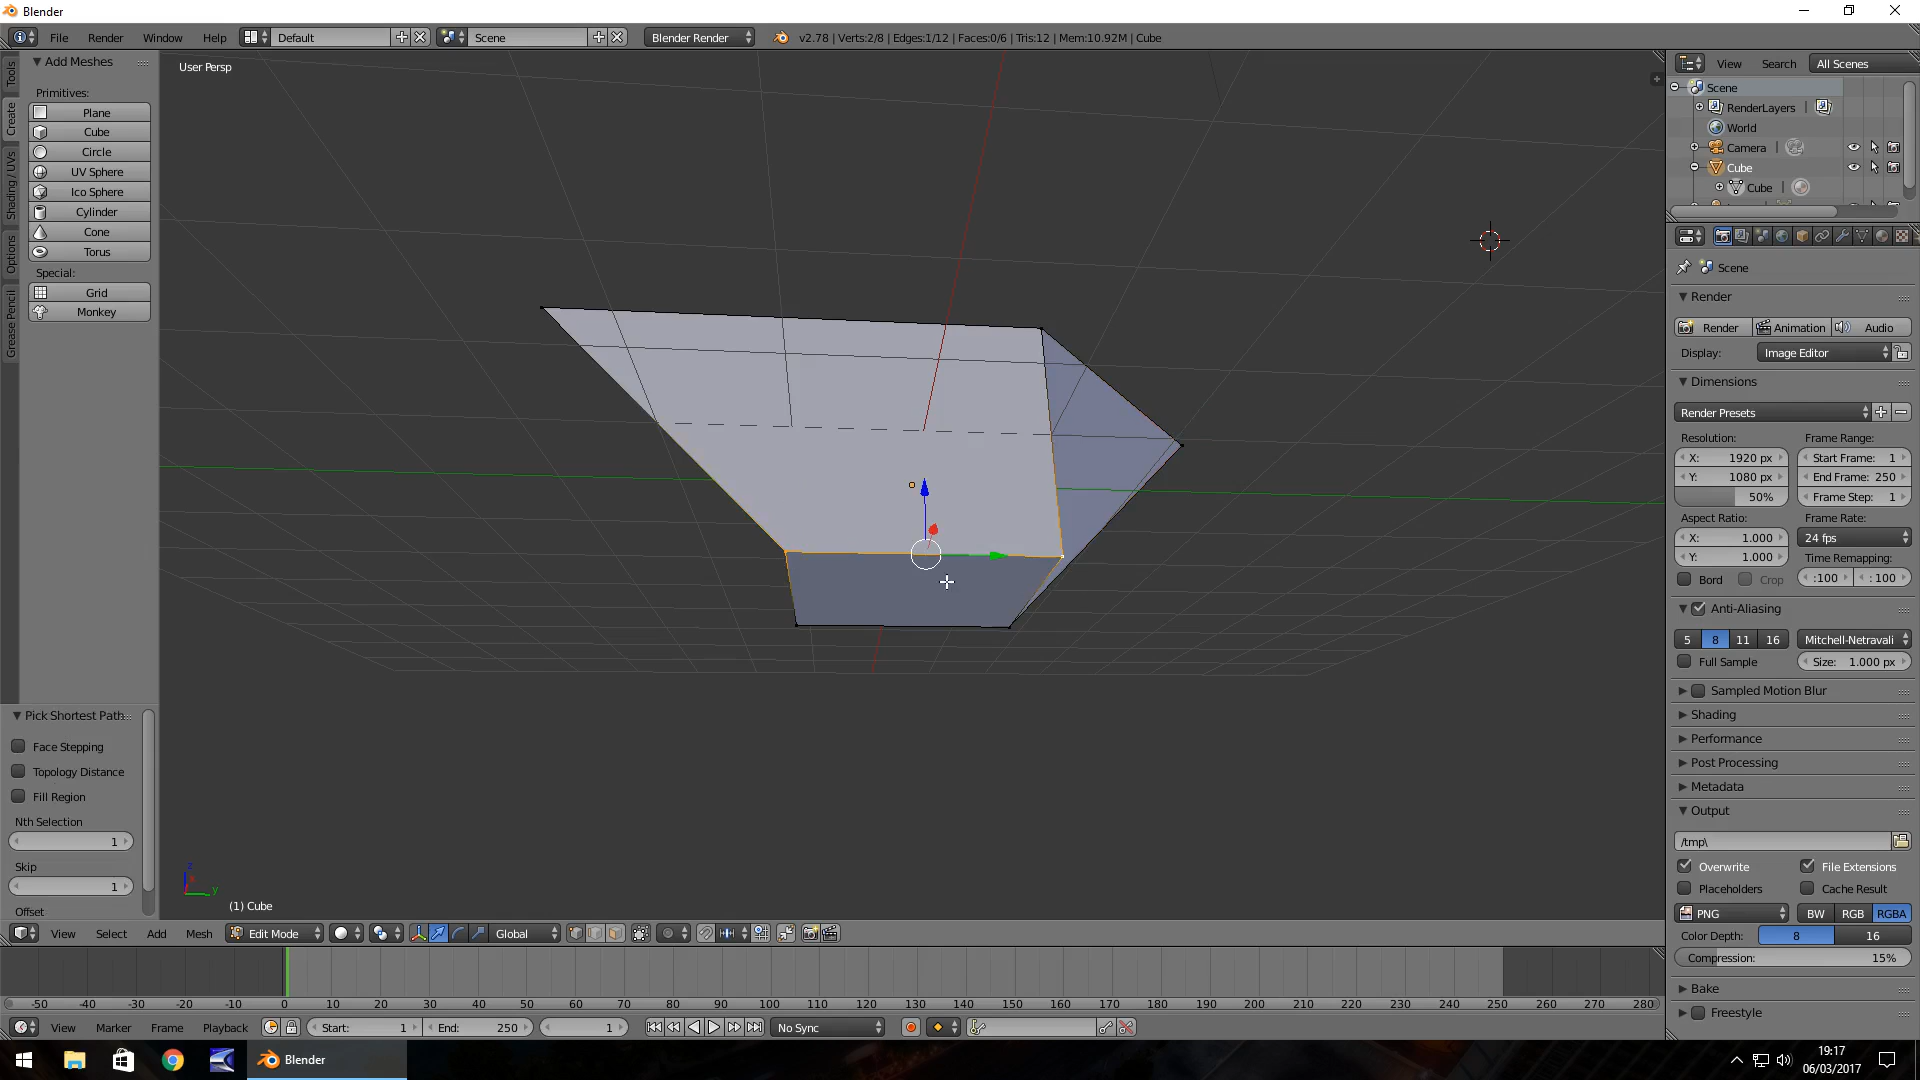 Blender
File Render Window Help Default Scene Blender Render v2.78 | Verts:2/8 | Edges:1/12 | Faces:0/6 | Tris:12 | Mem:10.92M | Cube
Tools
Create
Shading / UVs
Options
Grease Pencil
Add Meshes
Primitives:
Plane
Cube
Circle
UV Sphere
Ico Sphere
Cylinder
Cone
Torus
Special:
Grid
Monkey
Pick Shortest Path
Face Stepping
Topology Distance
Fill Region
Nth Selection
1
Skip
1
Offset
User Persp
z
y
(1) Cube
View Select Add Mesh Edit Mode Global
View Search All Scenes
Scene
RenderLayers |
World
Camera |
Cube
Cube |
Scene
Render
Render Animation Audio
Display: Image Editor
Dimensions
Render Presets
Resolution: Frame Range:
X: 1920 px Start Frame: 1
Y: 1080 px End Frame: 250
50% Frame Step: 1
Aspect Ratio: Frame Rate:
X: 1.000 24 fps
Y: 1.000 Time Remapping:
Bord Crop :100 : 100
Anti-Aliasing
5 8 11 16 Mitchell-Netravali
Full Sample Size: 1.000 px
Sampled Motion Blur
Shading
Performance
Post Processing
Metadata
Output
/tmp\
Overwrite File Extensions
Placeholders Cache Result
PNG BW RGB RGBA
Color Depth: 8 16
Compression: 15%
Bake
Freestyle
-50 -40 -30 -20 -10 0 10 20 30 40 50 60 70 80 90 100 110 120 130 140 150 160 170 180 190 200 210 220 230 240 250 260 270 280
View Marker Frame Playback Start: 1 End: 250 1 No Sync
Blender
19:17
06/03/2017